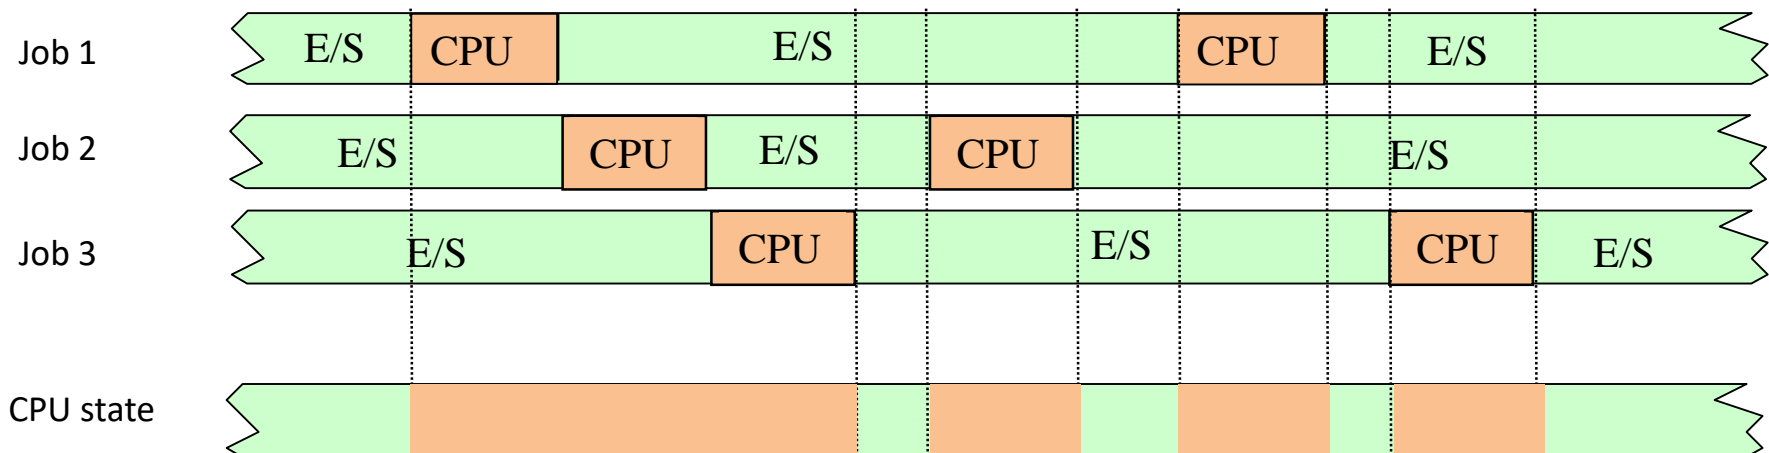 Job 1 E/S CPU E/S CPU E/S
Job 2 E/S CPU E/S CPU E/S
Job 3 E/S CPU E/S CPU E/S
CPU state